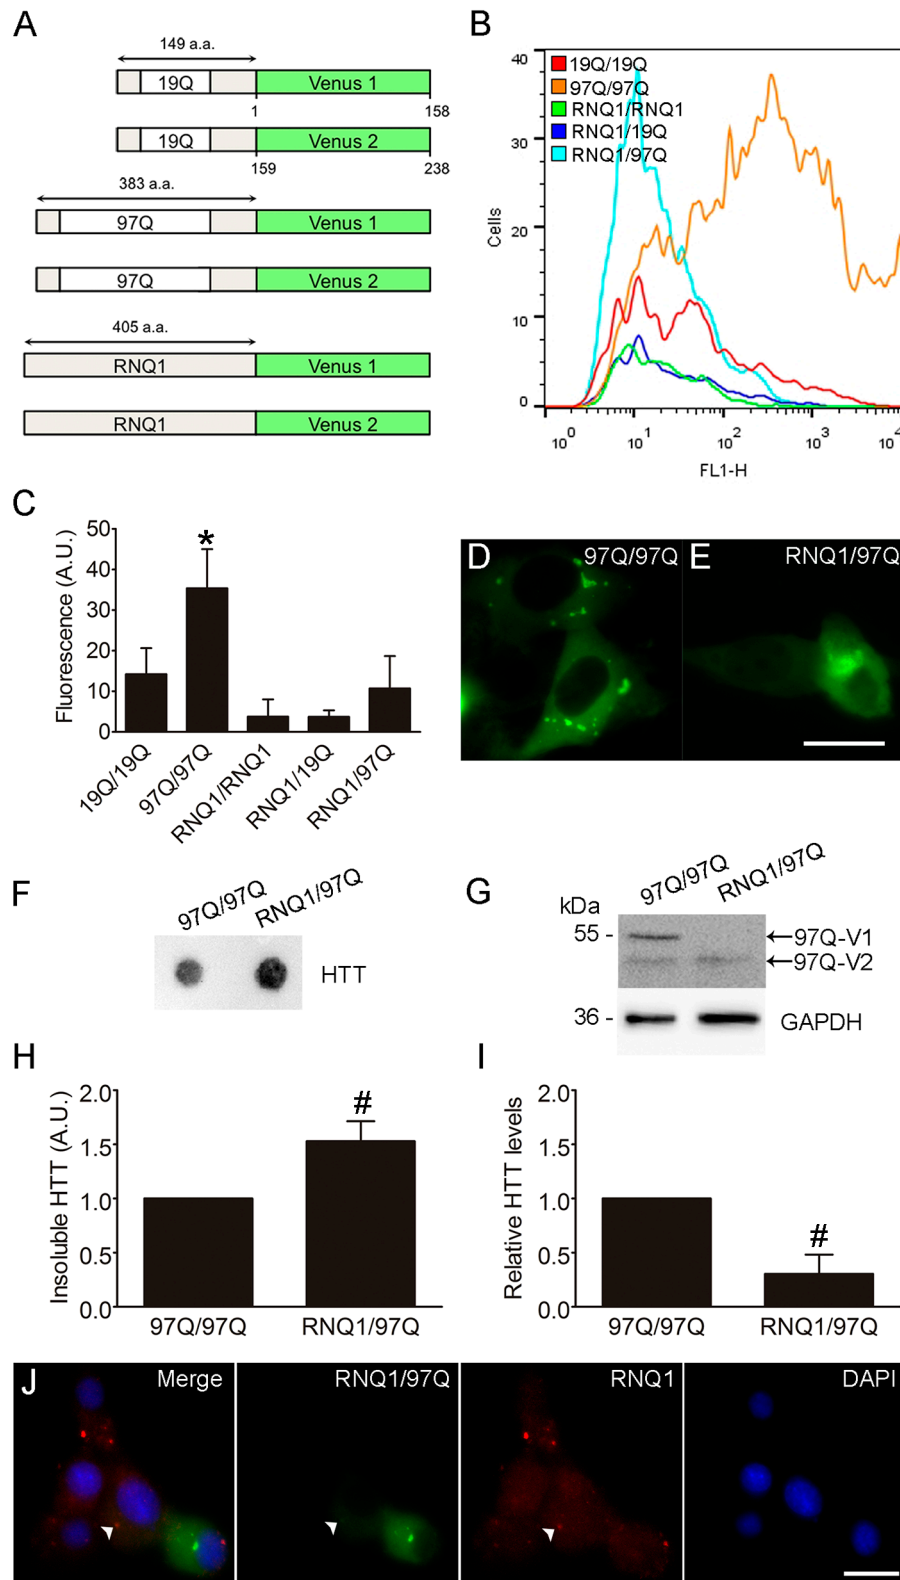 A
149 a.a.
19Q Venus 1
1 158
19Q Venus 2
159 238
383 a.a.
97Q Venus 1
97Q Venus 2
405 a.a.
RNQ1 Venus 1
RNQ1 Venus 2
B
40
30
20
10
0
Cells
19Q/19Q
97Q/97Q
RNQ1/RNQ1
RNQ1/19Q
RNQ1/97Q
10^0 10^1 10^2 10^3 10^4
FL1-H
C
Fluorescence (A.U.)
50
40
30
20
10
0
*
19Q/19Q
97Q/97Q
RNQ1/RNQ1
RNQ1/19Q
RNQ1/97Q
D 97Q/97Q
E RNQ1/97Q
F
97Q/97Q RNQ1/97Q
HTT
G
97Q/97Q RNQ1/97Q
kDa
55 - ←97Q-V1
←97Q-V2
36 - GAPDH
H
Insoluble HTT (A.U.)
2.0
1.5
1.0
0.5
0.0
#
97Q/97Q RNQ1/97Q
I
Relative HTT levels
2.0
1.5
1.0
0.5
0.0
#
97Q/97Q RNQ1/97Q
J Merge RNQ1/97Q RNQ1 DAPI